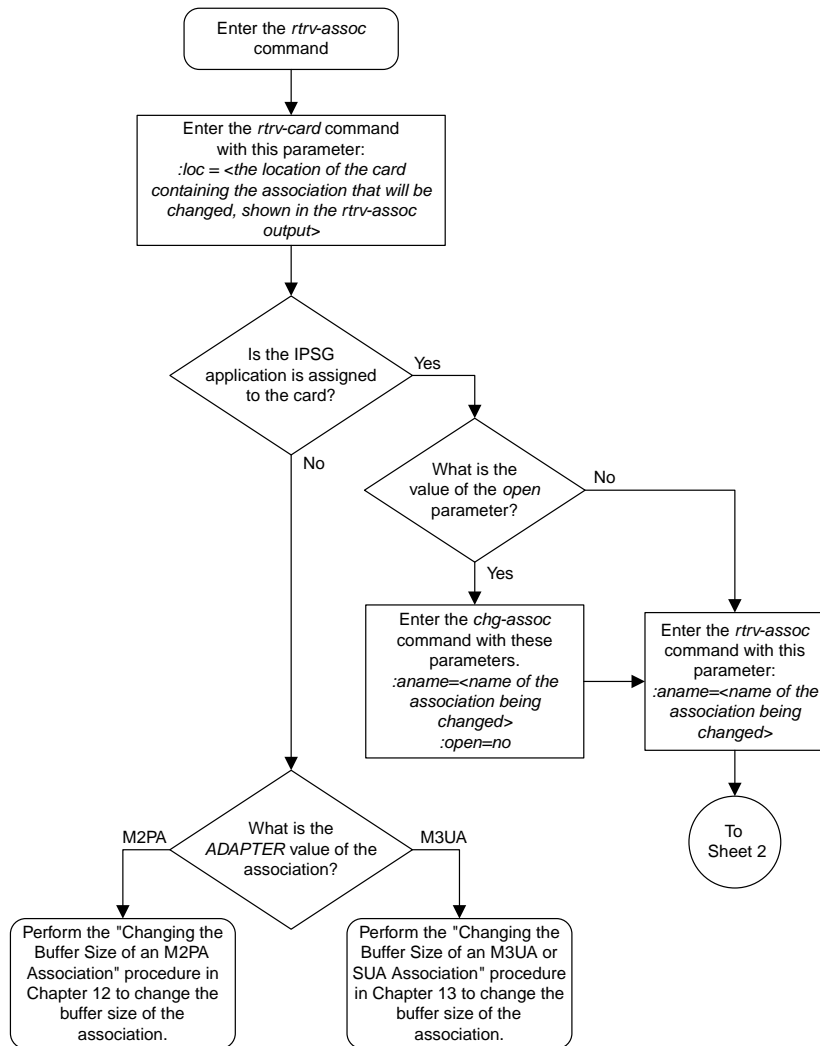 Enter the rtrv-assoc
command
Enter the rtrv-card command
with this parameter:
:loc = <the location of the card
containing the association that will be
changed, shown in the rtrv-assoc
output>
Is the IPSG
application is assigned
to the card?
Yes
No
What is the
value of the open
parameter?
No
Yes
Enter the chg-assoc
command with these
parameters.
:aname=<name of the
association being
changed>
:open=no
Enter the rtrv-assoc
command with this
parameter:
:aname=<name of the
association being
changed>
To
Sheet 2
What is the
ADAPTER value of the
association?
M2PA
M3UA
Perform the "Changing the
Buffer Size of an M2PA
Association" procedure in
Chapter 12 to change the
buffer size of the
association.
Perform the "Changing the
Buffer Size of an M3UA or
SUA Association" procedure
in Chapter 13 to change the
buffer size of the
association.